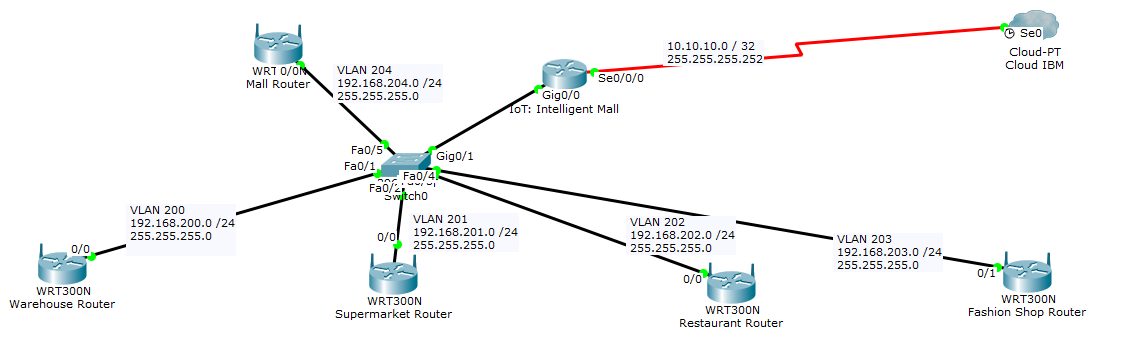 10.10.10.0 / 32
255.255.255.252
Se0
Cloud-PT
Cloud IBM
WRT
0/0N
Mall Router
VLAN 204
192.168.204.0 /24
255.255.255.0
Se0/0/0
Gig0/0
IoT: Intelligent Mall
Fa0/5
Gig0/1
Fa0/1
Fa0/4
Fa0/2
Switch0
VLAN 200
192.168.200.0 /24
255.255.255.0
0/0
WRT300N
Warehouse Router
VLAN 201
192.168.201.0 /24
255.255.255.0
0/0
WRT300N
Supermarket Router
VLAN 202
192.168.202.0 /24
255.255.255.0
0/0
WRT300N
Restaurant Router
VLAN 203
192.168.203.0 /24
255.255.255.0
0/1
WRT300N
Fashion Shop Router